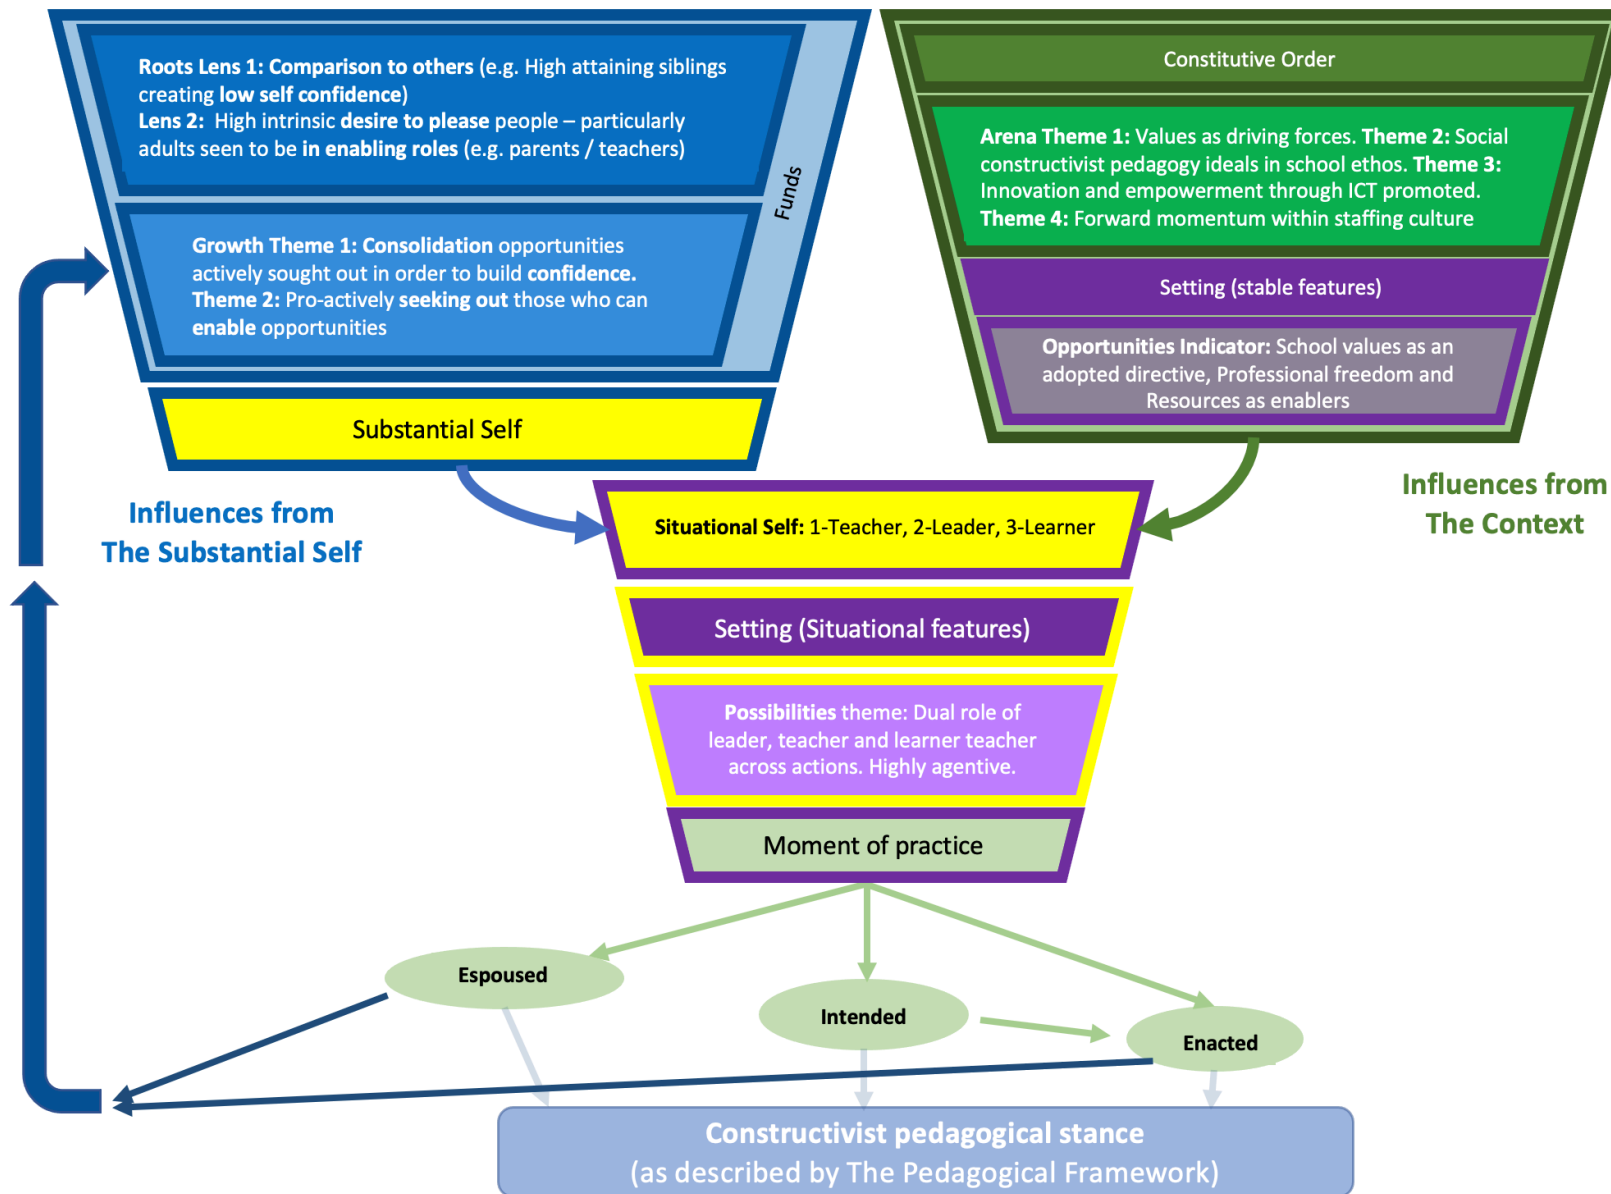 Roots Lens 1: Comparison to others (e.g. High attaining siblings
creating low self confidence)
Lens 2:  High intrinsic desire to please people – particularly
adults seen to be in enabling roles (e.g. parents / teachers)
Funds
Growth Theme 1: Consolidation opportunities
actively sought out in order to build confidence.
Theme 2: Pro-actively seeking out those who can
enable opportunities
Substantial Self
Influences from
The Substantial Self
Constitutive Order
Arena Theme 1: Values as driving forces. Theme 2: Social
constructivist pedagogy ideals in school ethos. Theme 3:
Innovation and empowerment through ICT promoted.
Theme 4: Forward momentum within staffing culture
Setting (stable features)
Opportunities Indicator: School values as an
adopted directive, Professional freedom and
Resources as enablers
Influences from
The Context
Situational Self: 1-Teacher, 2-Leader, 3-Learner
Setting (Situational features)
Possibilities theme: Dual role of
leader, teacher and learner teacher
across actions. Highly agentive.
Moment of practice
Espoused
Intended
Enacted
Constructivist pedagogical stance
(as described by The Pedagogical Framework)